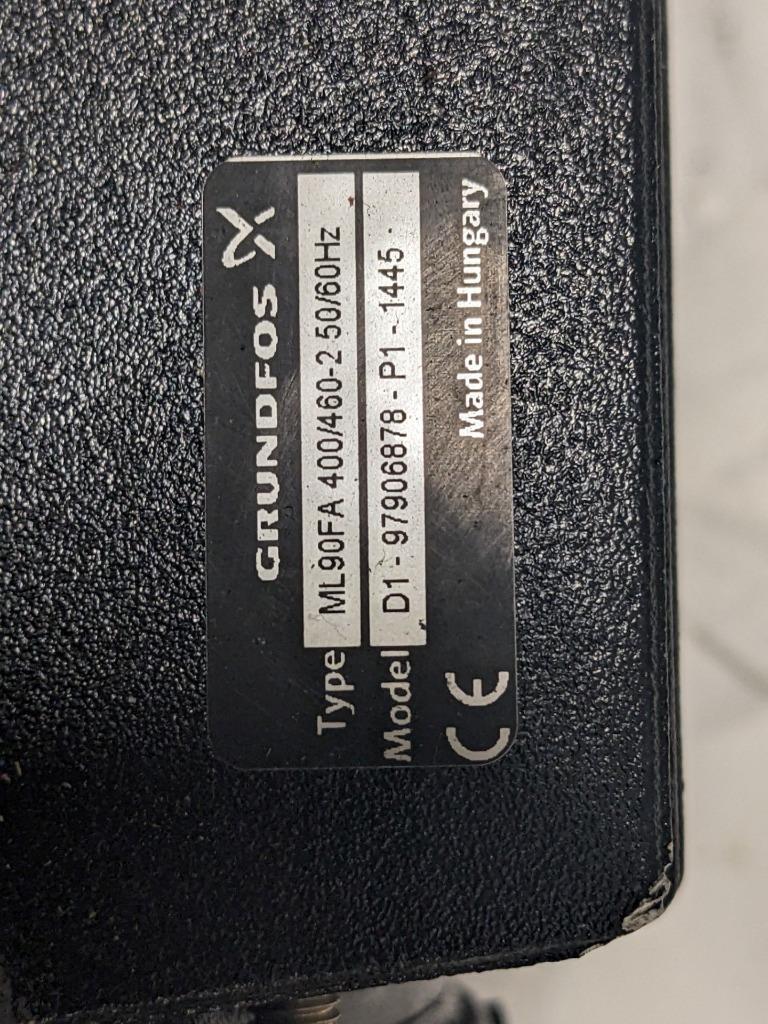 GRUNDFOS
Type ML90FA 400/460-2 50/60Hz
Model D1 - 97906878 - P1 - 1445
CE Made in Hungary